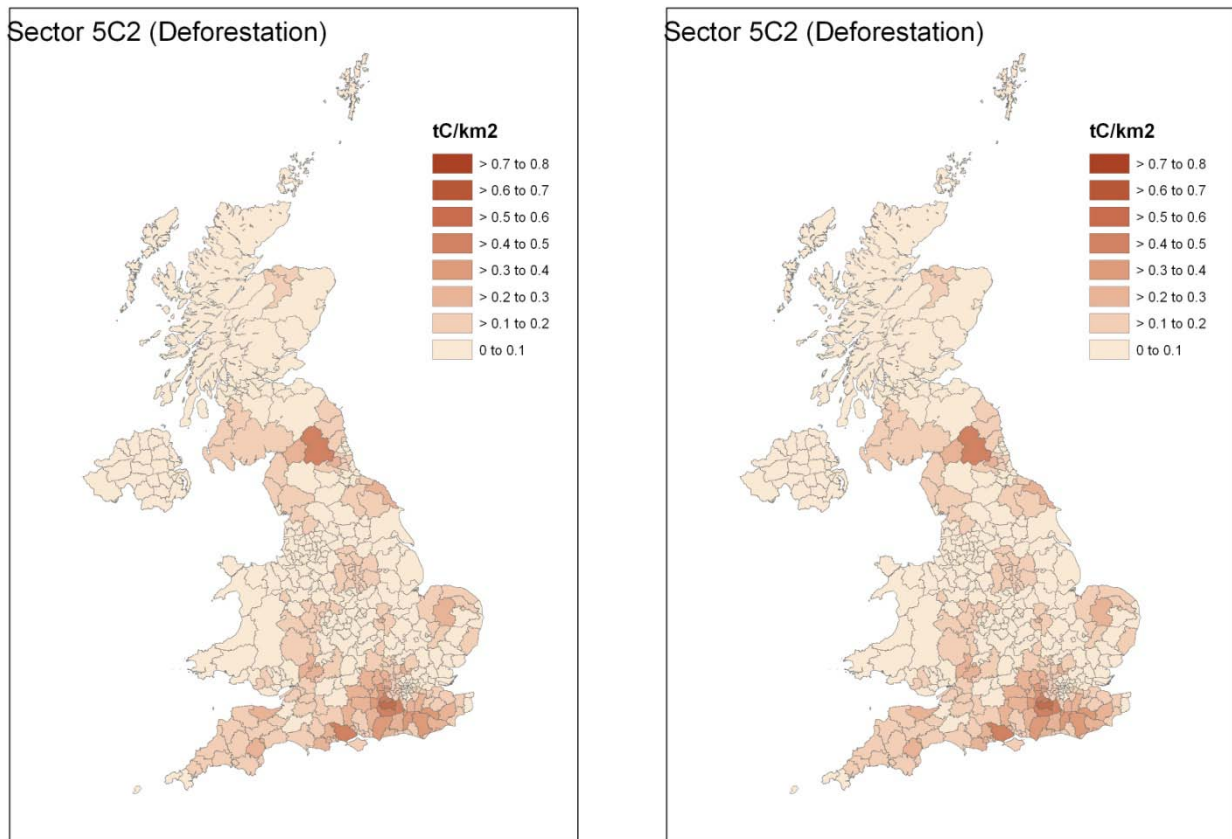 Sector 5C2 (Deforestation)
tC/km2
> 0.7 to 0.8
> 0.6 to 0.7
> 0.5 to 0.6
> 0.4 to 0.5
> 0.3 to 0.4
> 0.2 to 0.3
> 0.1 to 0.2
0 to 0.1
Sector 5C2 (Deforestation)
tC/km2
> 0.7 to 0.8
> 0.6 to 0.7
> 0.5 to 0.6
> 0.4 to 0.5
> 0.3 to 0.4
> 0.2 to 0.3
> 0.1 to 0.2
0 to 0.1